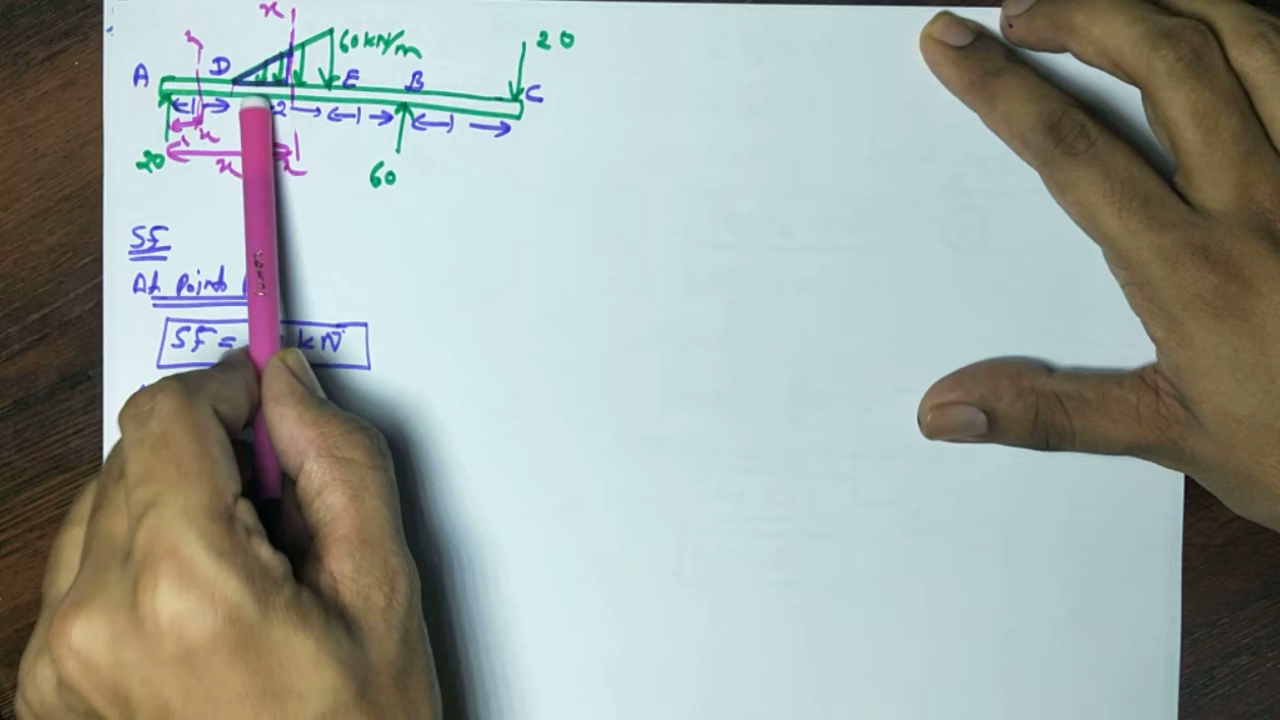 x
60 kN/m
20
A D E B C
1 2 1 1
x
20 x x
60
SF
At Point
SF = kN